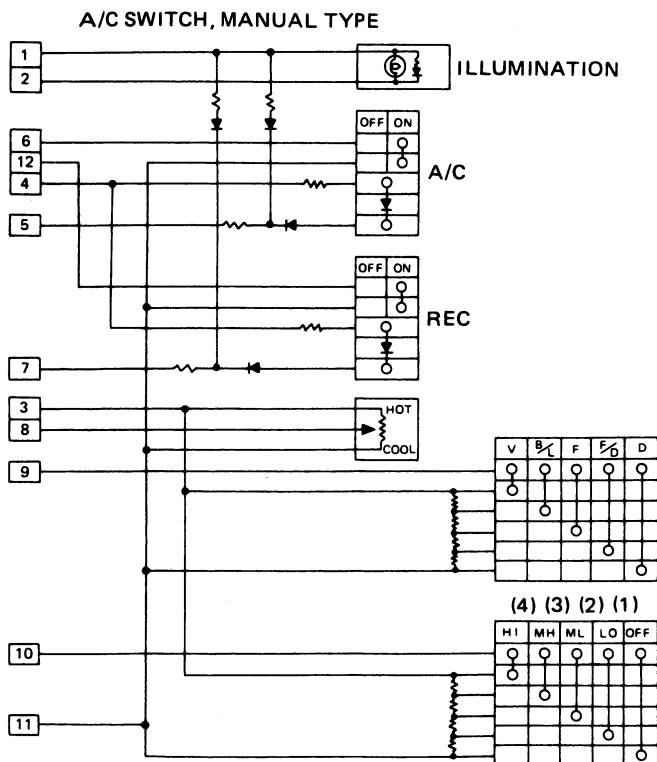 A/C SWITCH, MANUAL TYPE
1
2
ILLUMINATION
OFF ON
6
12
4
A/C
5
OFF ON
REC
7
3
HOT
8
COOL
V B/L F F/D D
9
(4) (3) (2) (1)
HI MH ML LO OFF
10
11